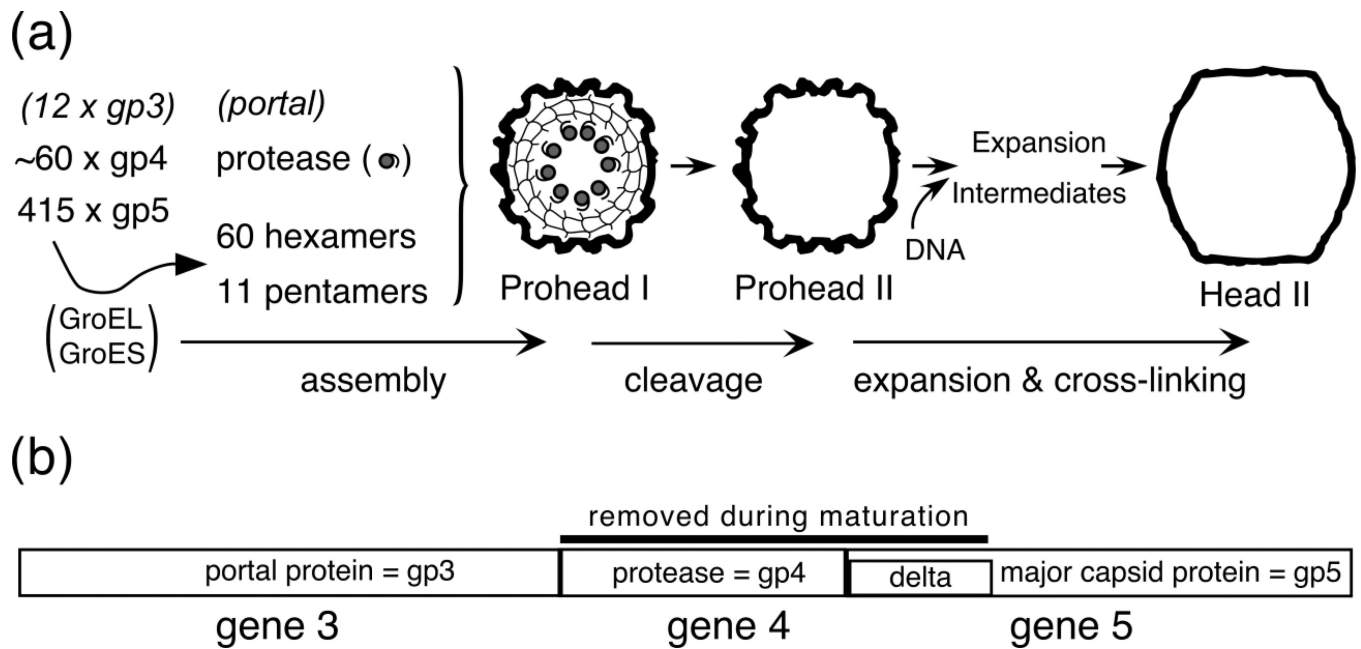 (a)
(12 x gp3) (portal)
~60 x gp4 protease ( )
415 x gp5
60 hexamers
11 pentamers
(GroEL
GroES)
Prohead I
Prohead II
DNA
Expansion
Intermediates
Head II
assembly
cleavage
expansion & cross-linking
(b)
removed during maturation
portal protein = gp3
protease = gp4
delta
major capsid protein = gp5
gene 3
gene 4
gene 5